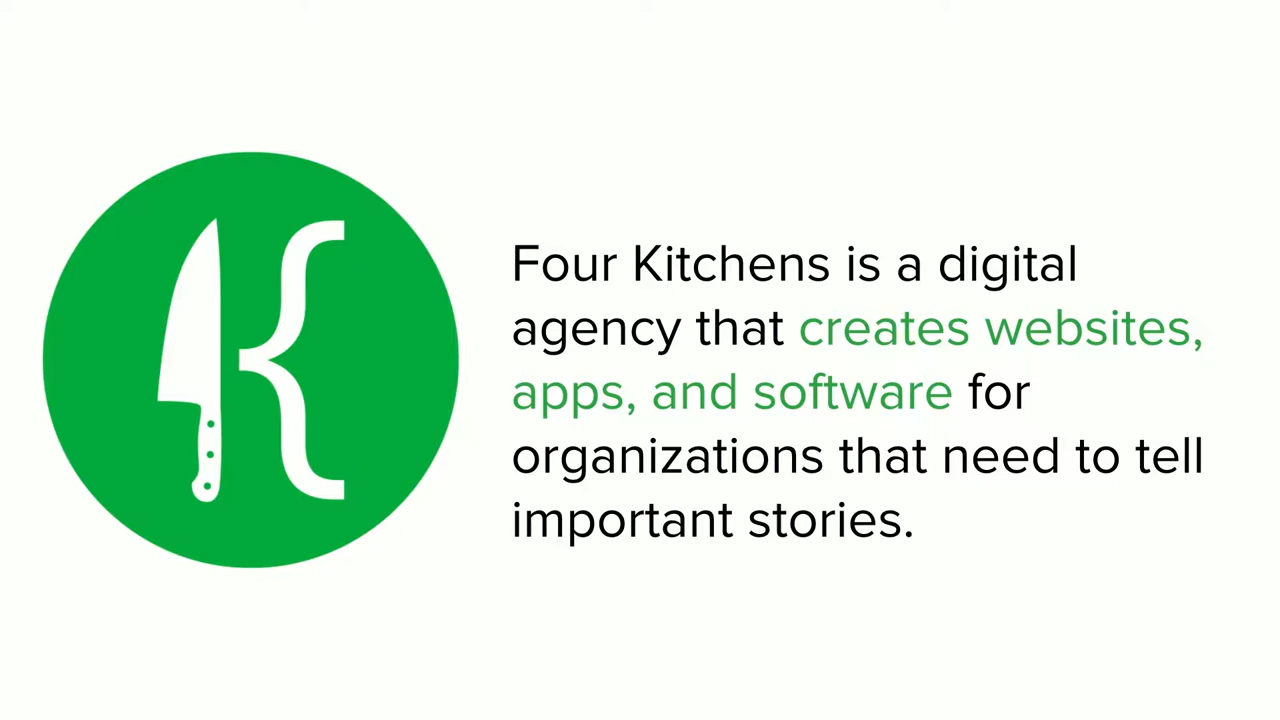 Four Kitchens is a digital
agency that creates websites,
apps, and software for
organizations that need to tell
important stories.